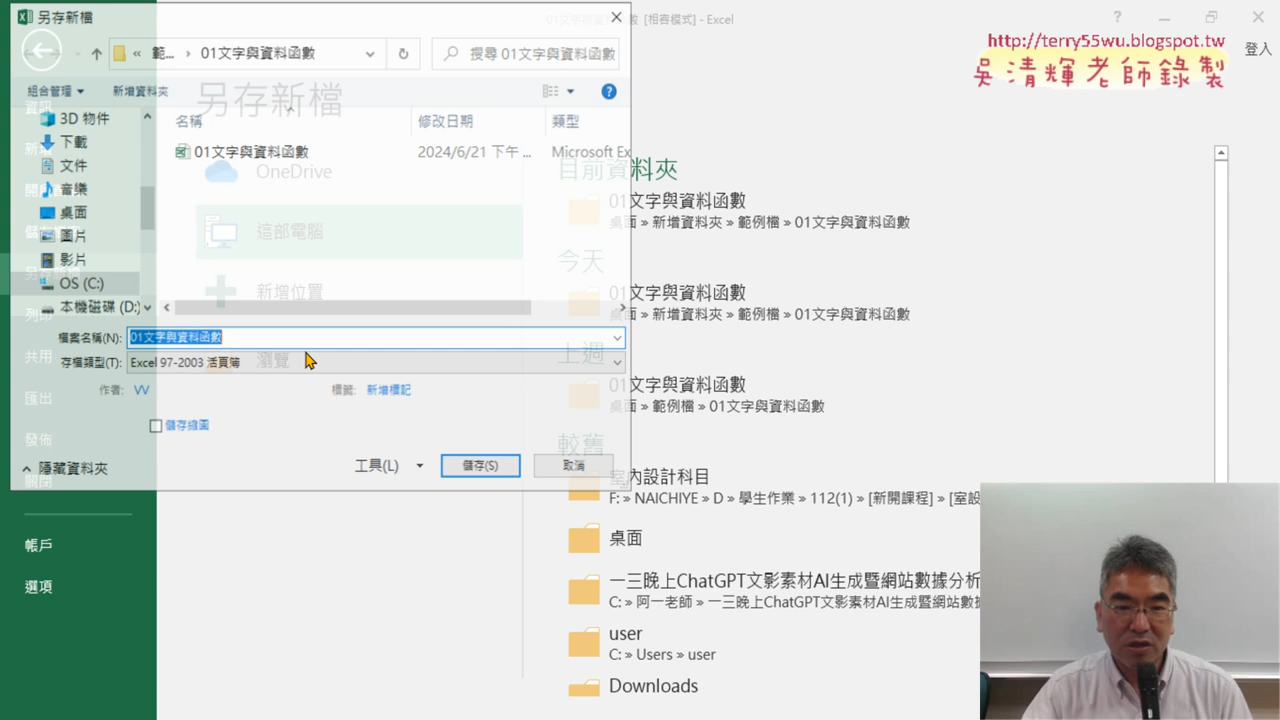 另存新檔
01文字與資料函數 [相容模式] - Excel
登入
http://terry55wu.blogspot.tw
吳清輝老師錄製
« 範... › 01文字與資料函數
搜尋 01文字與資料函數
組合管理
新增資料夾
另存新檔
名稱
修改日期
類型
01文字與資料函數
2024/6/21 下午 ...
Microsoft Ex
3D 物件
下載
文件
音樂
桌面
圖片
影片
OS (C:)
本機磁碟 (D:)
OneDrive
這部電腦
新增位置
瀏覽
檔案名稱(N):
01文字與資料函數
存檔類型(T):
Excel 97-2003 活頁簿
作者:
VV
標籤:
新增標記
儲存縮圖
隱藏資料夾
工具(L)
儲存(S)
取消
資訊
列印
共用
匯出
發佈
關閉
帳戶
選項
目前資料夾
01文字與資料函數
桌面 » 新增資料夾 » 範例檔 » 01文字與資料函數
今天
01文字與資料函數
桌面 » 新增資料夾 » 範例檔 » 01文字與資料函數
上週
01文字與資料函數
桌面 » 範例檔 » 01文字與資料函數
較舊
室內設計科目
F: » NAICHIYE » D » 學生作業 » 112(1) » [新開課程] » [室設
桌面
一三晚上ChatGPT文影素材AI生成暨網站數據分析
C: » 阿一老師 » 一三晚上ChatGPT文影素材AI生成暨網站數據
user
C: » Users » user
Downloads